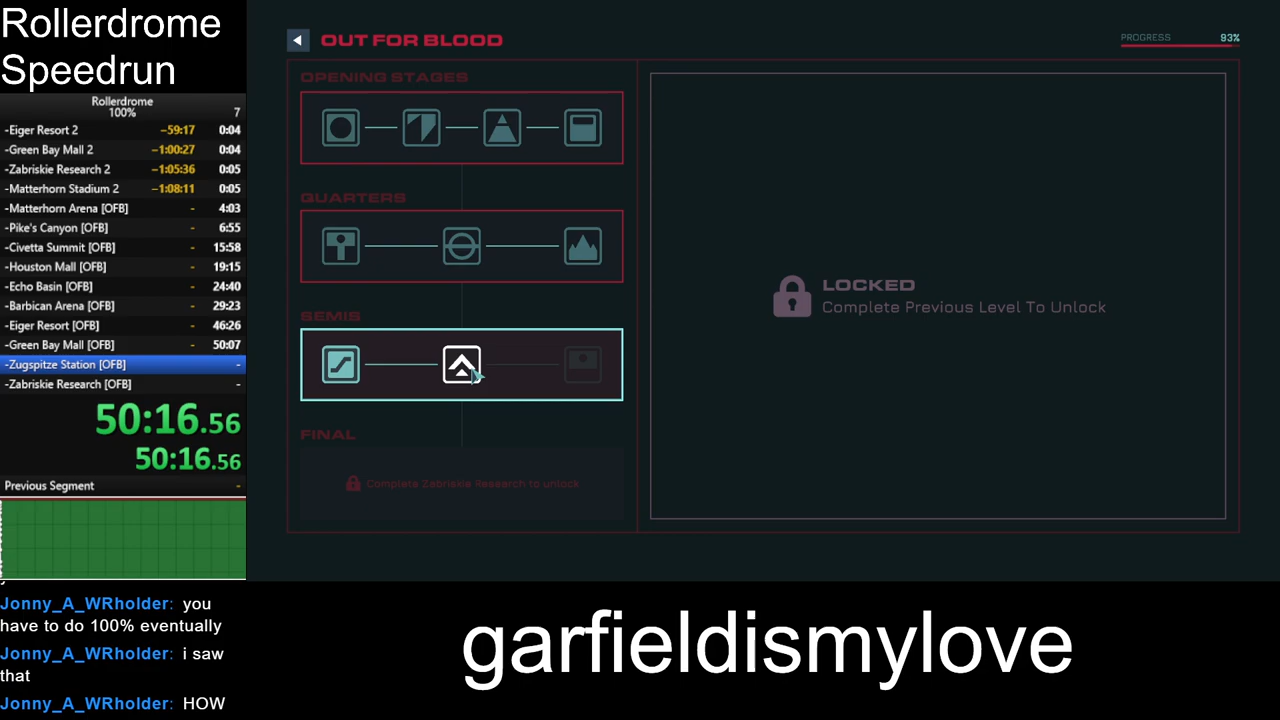 Rollerdrome
Speedrun
Rollerdrome
100% 7
-Eiger Resort 2 −59:17 0:04
-Green Bay Mall 2 −1:00:27 0:04
-Zabriskie Research 2 −1:05:36 0:05
-Matterhorn Stadium 2 −1:08:11 0:05
-Matterhorn Arena [OFB] - 4:03
-Pike's Canyon [OFB] - 6:55
-Civetta Summit [OFB] - 15:58
-Houston Mall [OFB] - 19:15
-Echo Basin [OFB] - 24:40
-Barbican Arena [OFB] - 29:23
-Eiger Resort [OFB] - 46:26
-Green Bay Mall [OFB] - 50:07
-Zugspitze Station [OFB] -
-Zabriskie Research [OFB] -
50:16.56
50:16.56
Previous Segment -
Jonny_A_WRholder: you
have to do 100% eventually
Jonny_A_WRholder: i saw
that
Jonny_A_WRholder: HOW
OUT FOR BLOOD
PROGRESS 93%
OPENING STAGES
QUARTERS
SEMIS
FINAL
Complete Zabriskie Research to unlock
LOCKED
Complete Previous Level To Unlock
garfieldismylove